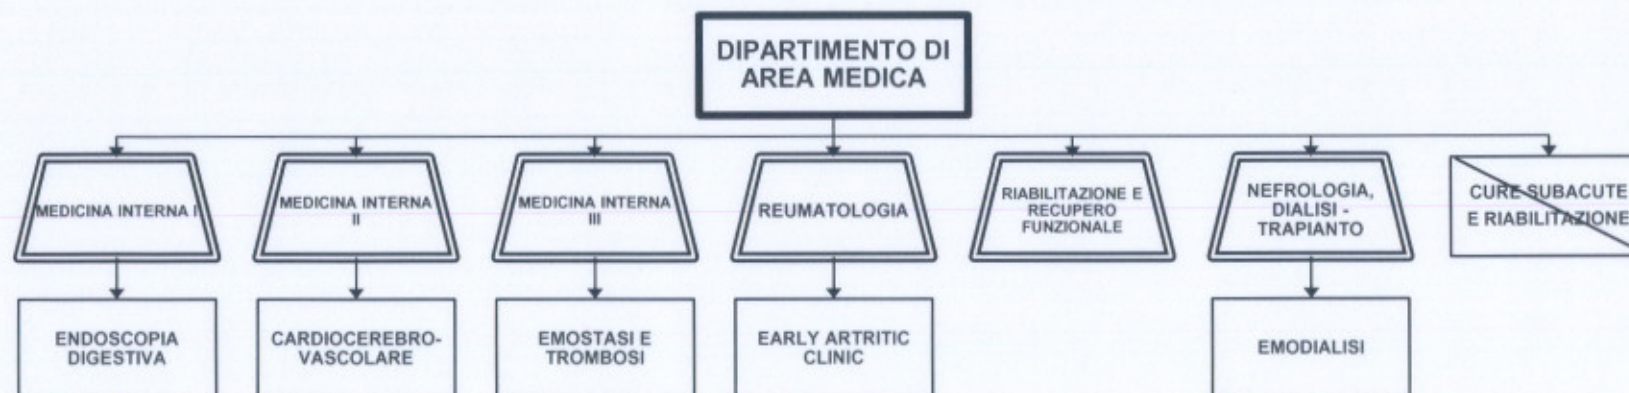 DIPARTIMENTO DI
AREA MEDICA
MEDICINA INTERNA I
MEDICINA INTERNA
II
MEDICINA INTERNA
III
REUMATOLOGIA
RIABILITAZIONE E
RECUPERO
FUNZIONALE
NEFROLOGIA,
DIALISI -
TRAPIANTO
CURE SUBACUTE
E RIABILITAZIONE
ENDOSCOPIA
DIGESTIVA
CARDIOCEREBRO-
VASCOLARE
EMOSTASI E
TROMBOSI
EARLY ARTRITIC
CLINIC
EMODIALISI